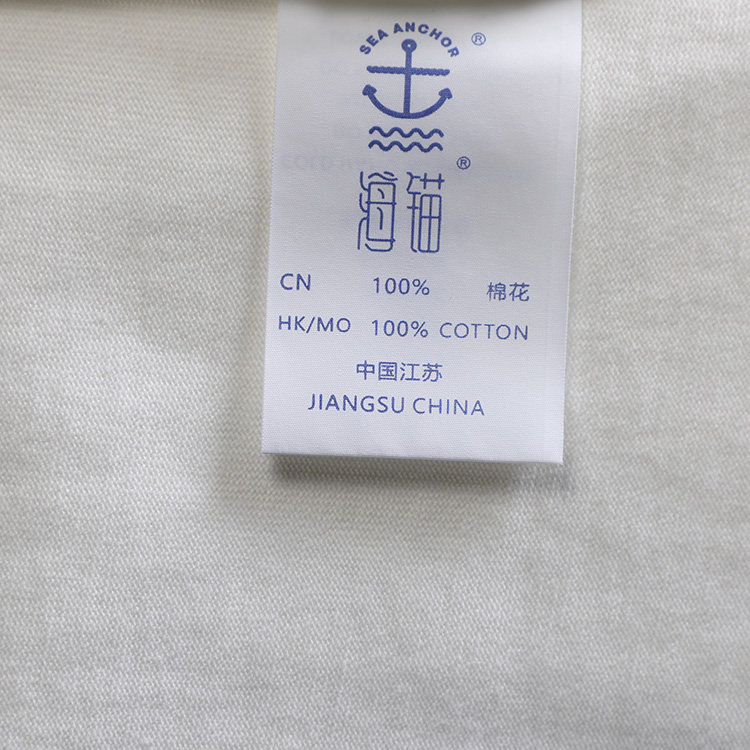 SEA ANCHOR ®
®
海锚
CN 100% 棉花
HK/MO 100% COTTON
中国江苏
JIANGSU CHINA